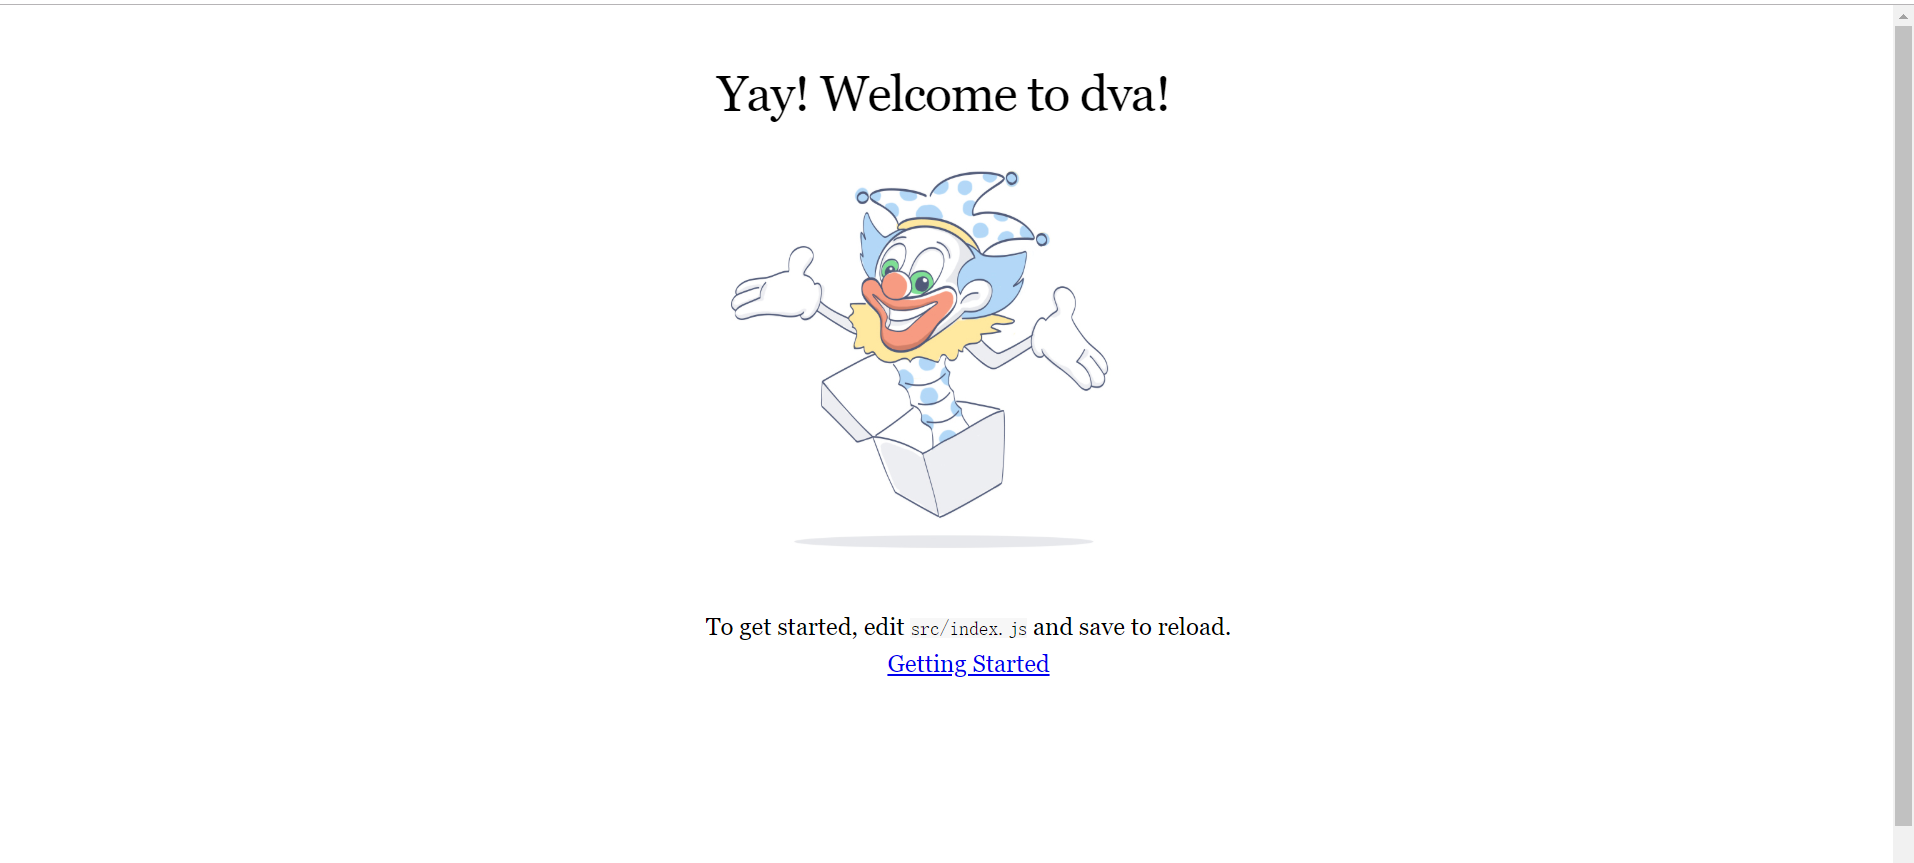 Yay! Welcome to dva!
To get started, edit src/index.js and save to reload.
Getting Started